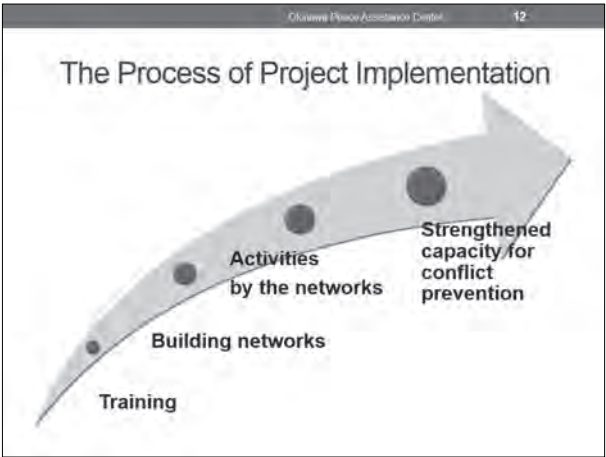 Okinawa Peace Assistance Center
12
The Process of Project Implementation
Strengthened
capacity for
conflict
prevention
Activities
by the networks
Building networks
Training